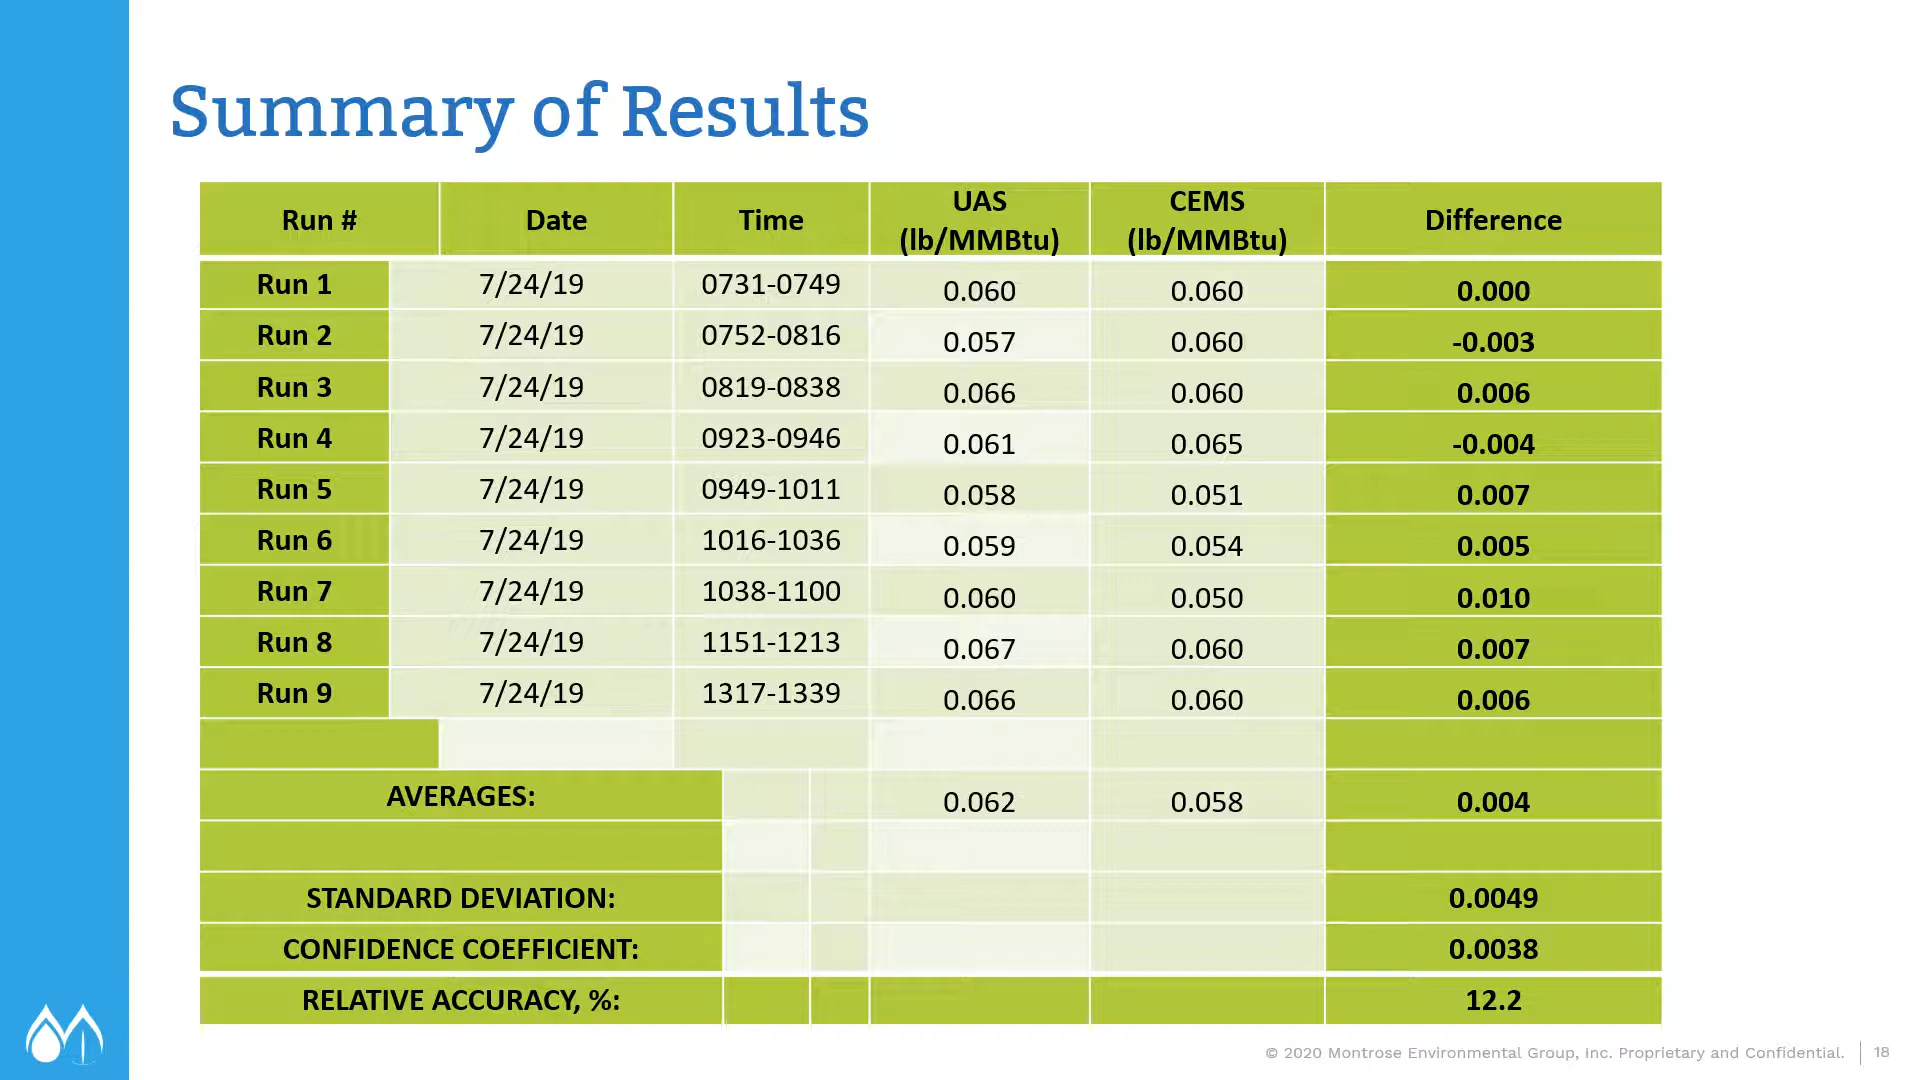 Summary of Results
Run # Date Time UAS (lb/MMBtu) CEMS (lb/MMBtu) Difference
Run 1 7/24/19 0731-0749 0.060 0.060 0.000
Run 2 7/24/19 0752-0816 0.057 0.060 -0.003
Run 3 7/24/19 0819-0838 0.066 0.060 0.006
Run 4 7/24/19 0923-0946 0.061 0.065 -0.004
Run 5 7/24/19 0949-1011 0.058 0.051 0.007
Run 6 7/24/19 1016-1036 0.059 0.054 0.005
Run 7 7/24/19 1038-1100 0.060 0.050 0.010
Run 8 7/24/19 1151-1213 0.067 0.060 0.007
Run 9 7/24/19 1317-1339 0.066 0.060 0.006
AVERAGES: 0.062 0.058 0.004
STANDARD DEVIATION: 0.0049
CONFIDENCE COEFFICIENT: 0.0038
RELATIVE ACCURACY, %: 12.2
© 2020 Montrose Environmental Group, Inc. Proprietary and Confidential. 18